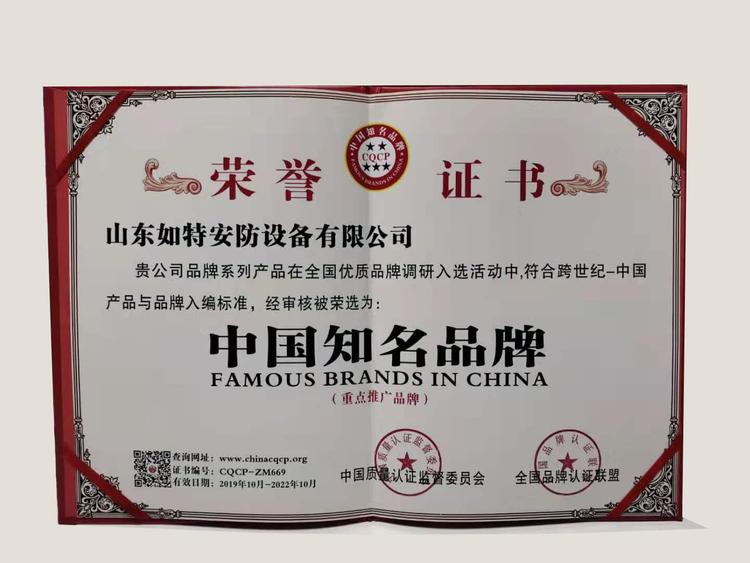 中国知名品牌
CQCP
FAMOUS BRANDS IN CHINA
荣誉证书
山东如特安防设备有限公司
贵公司品牌系列产品在全国优质品牌调研入选活动中,符合跨世纪-中国
产品与品牌入编标准，经审核被荣选为:
中国知名品牌
FAMOUS BRANDS IN CHINA
(重点推广品牌)
查询网址: www.chinacqcp.org
证书编号: CQCP-ZM669
有效日期: 2019年10月-2022年10月
中国质量认证监督委员会
全国品牌认证联盟